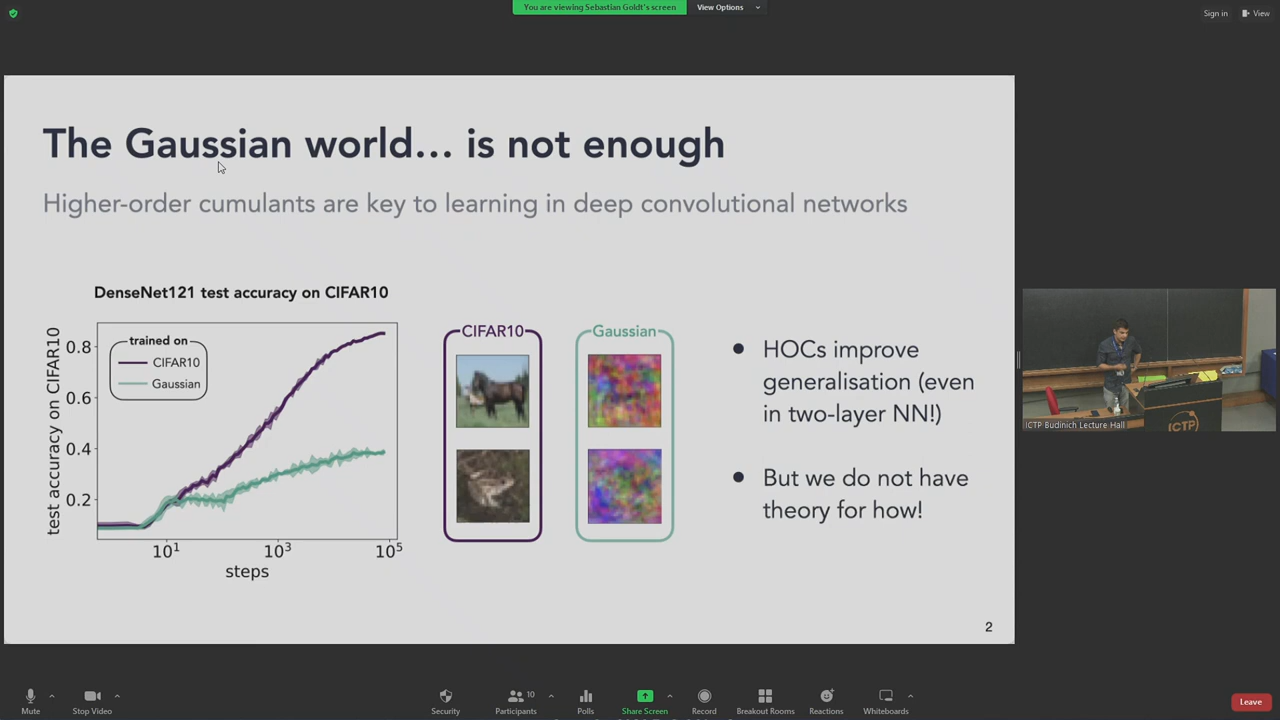 You are viewing Sebastian Goldt's screen
View Options
Sign in
View
The Gaussian world... is not enough
Higher-order cumulants are key to learning in deep convolutional networks
DenseNet121 test accuracy on CIFAR10
test accuracy on CIFAR10
0.8
0.6
0.4
0.2
trained on
CIFAR10
Gaussian
10¹
10³
10⁵
steps
CIFAR10
Gaussian
• HOCs improve
generalisation (even
in two-layer NN!)
• But we do not have
theory for how!
2
ICTP
ICTP Budinich Lecture Hall
Mute
Stop Video
Security
Participants
10
Polls
Share Screen
Record
Breakout Rooms
Reactions
Whiteboards
Leave